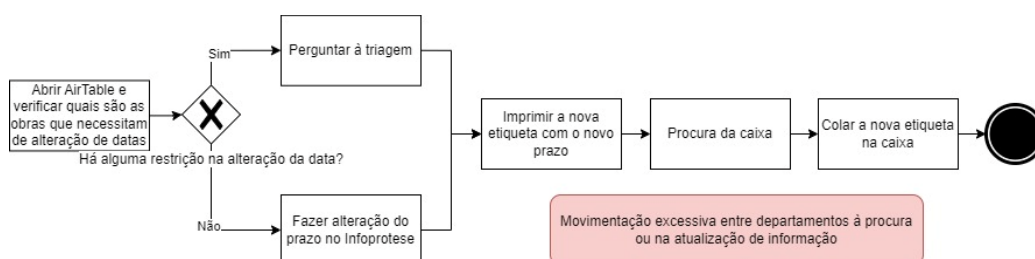 Abrir AirTable e
verificar quais são as
obras que necessitam
de alteração de datas
Há alguma restrição na alteração da data?
Sim
Perguntar à triagem
Não
Fazer alteração do
prazo no Infoprotese
Imprimir a nova
etiqueta com o novo
prazo
Procura da caixa
Colar a nova etiqueta
na caixa
Movimentação excessiva entre departamentos à procura
ou na atualização de informação